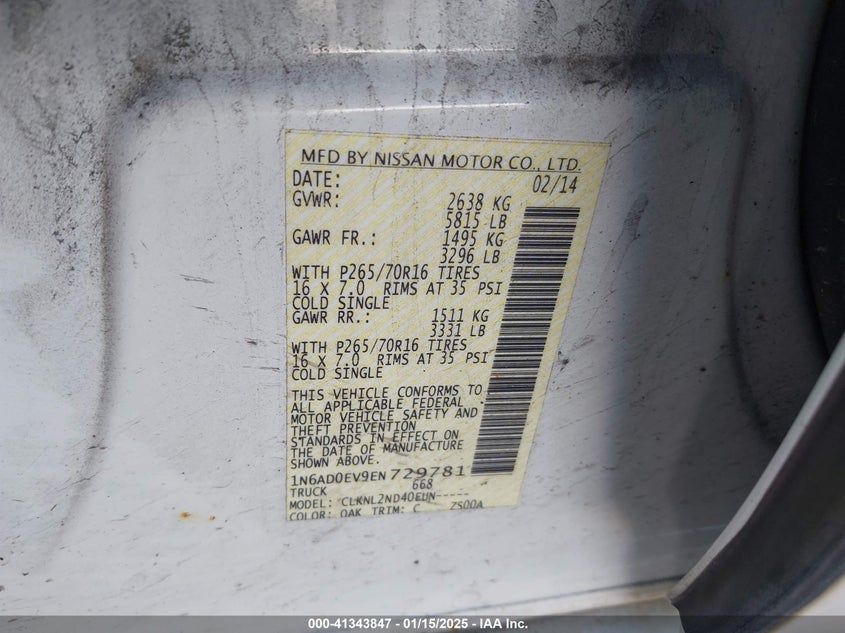 MFD BY NISSAN MOTOR CO., LTD.
DATE: 02/14
GVWR: 2638 KG
5815 LB
GAWR FR.: 1495 KG
3296 LB
WITH P265/70R16 TIRES
16 X 7.0 RIMS AT 35 PSI
COLD SINGLE
GAWR RR.: 1511 KG
3331 LB
WITH P265/70R16 TIRES
16 X 7.0 RIMS AT 35 PSI
COLD SINGLE
THIS VEHICLE CONFORMS TO
ALL APPLICABLE FEDERAL
MOTOR VEHICLE SAFETY AND
THEFT PREVENTION
STANDARDS IN EFFECT ON
THE DATE OF MANUFACTURE
SHOWN ABOVE.
1N6AD0EV9EN 729781
TRUCK 668
MODEL: CLKNL2ND40EUN-----
COLOR: QAK TRIM: C ZS00A
000-41343847 - 01/15/2025 - IAA Inc.